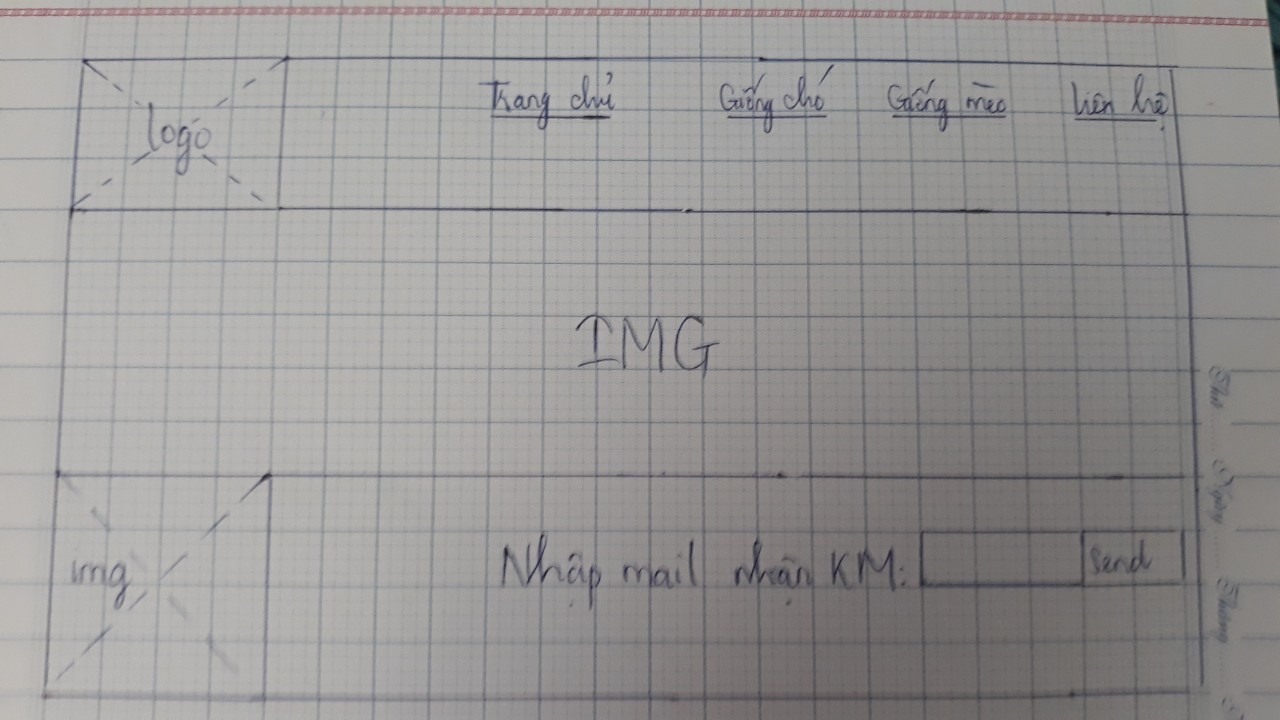 logo
Trang chủ Giống chó Giống mèo Liên hệ
IMG
img
Nhập mail nhận KM: Send
Thứ
Ngày
Tháng